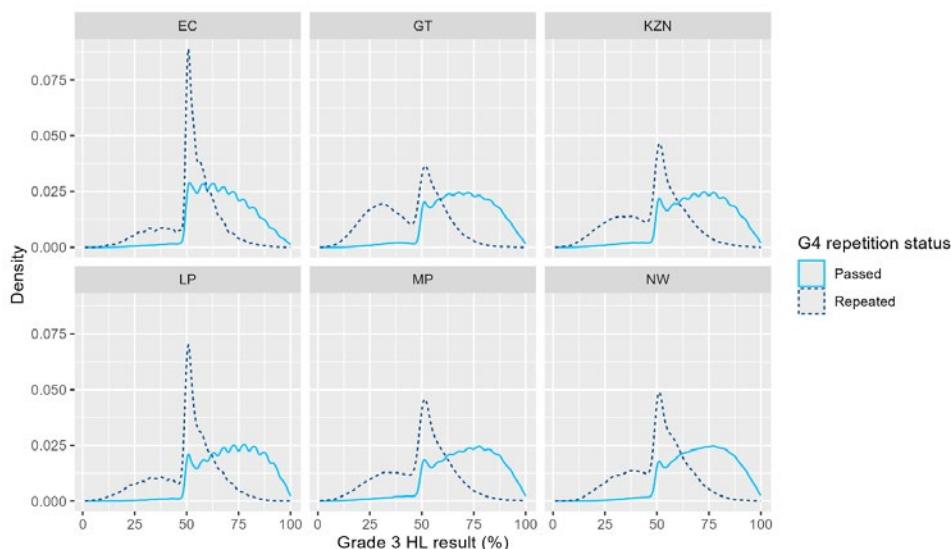 EC
GT
KZN
0.075
0.050
0.025
0.000
LP
MP
NW
0.075
0.050
0.025
0.000
0 25 50 75 100
0 25 50 75 100
0 25 50 75 100
Density
Grade 3 HL result (%)
G4 repetition status
Passed
Repeated